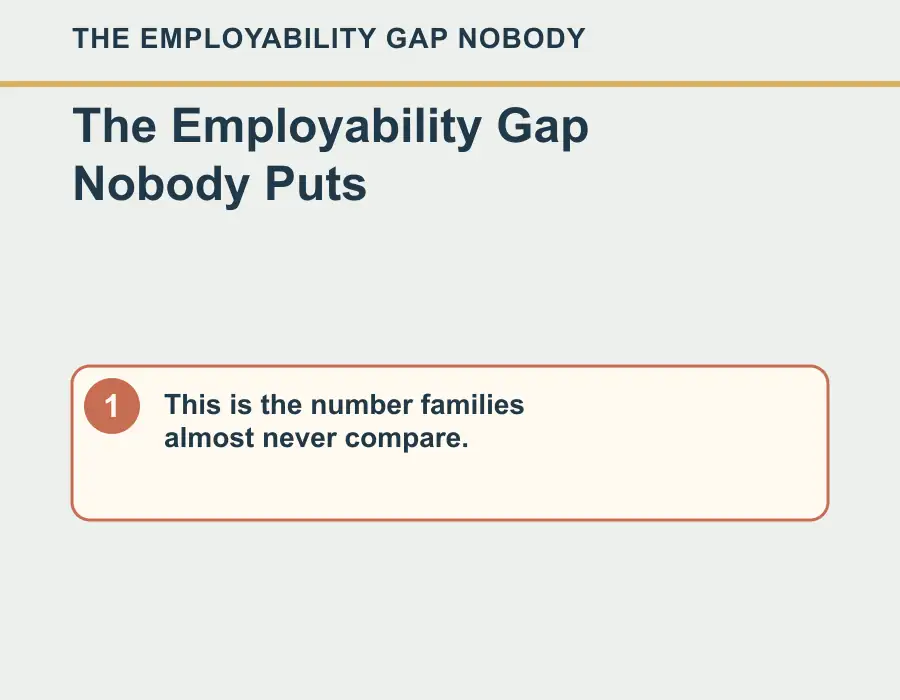 THE EMPLOYABILITY GAP NOBODY
The Employability Gap
Nobody Puts
1
This is the number families
almost never compare.